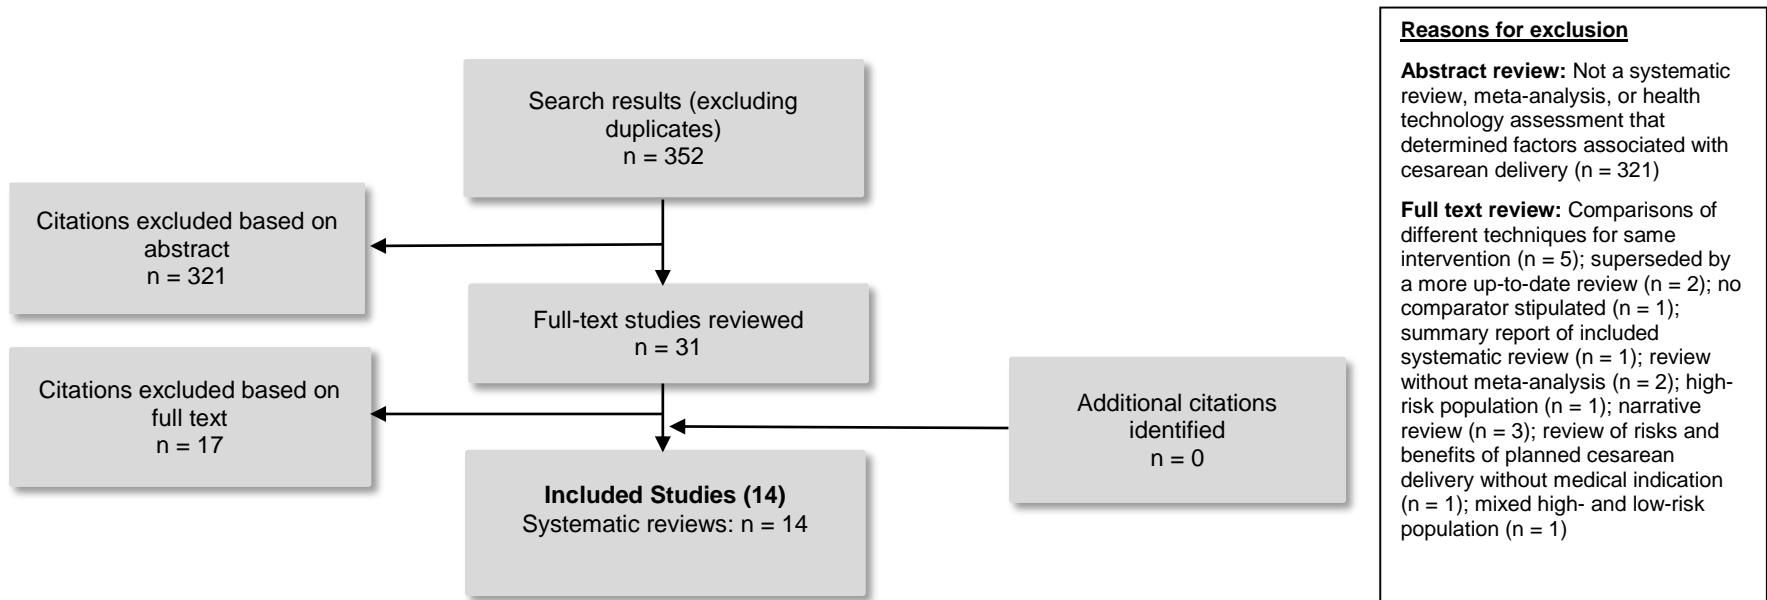 Search results (excluding
duplicates)
n = 352
Citations excluded based on
abstract
n = 321
Full-text studies reviewed
n = 31
Citations excluded based on
full text
n = 17
Additional citations
identified
n = 0
Included Studies (14)
Systematic reviews: n = 14
Reasons for exclusion
Abstract review: Not a systematic
review, meta-analysis, or health
technology assessment that
determined factors associated with
cesarean delivery (n = 321)
Full text review: Comparisons of
different techniques for same
intervention (n = 5); superseded by
a more up-to-date review (n = 2); no
comparator stipulated (n = 1);
summary report of included
systematic review (n = 1); review
without meta-analysis (n = 2); high-
risk population (n = 1); narrative
review (n = 3); review of risks and
benefits of planned cesarean
delivery without medical indication
(n = 1); mixed high- and low-risk
population (n = 1)